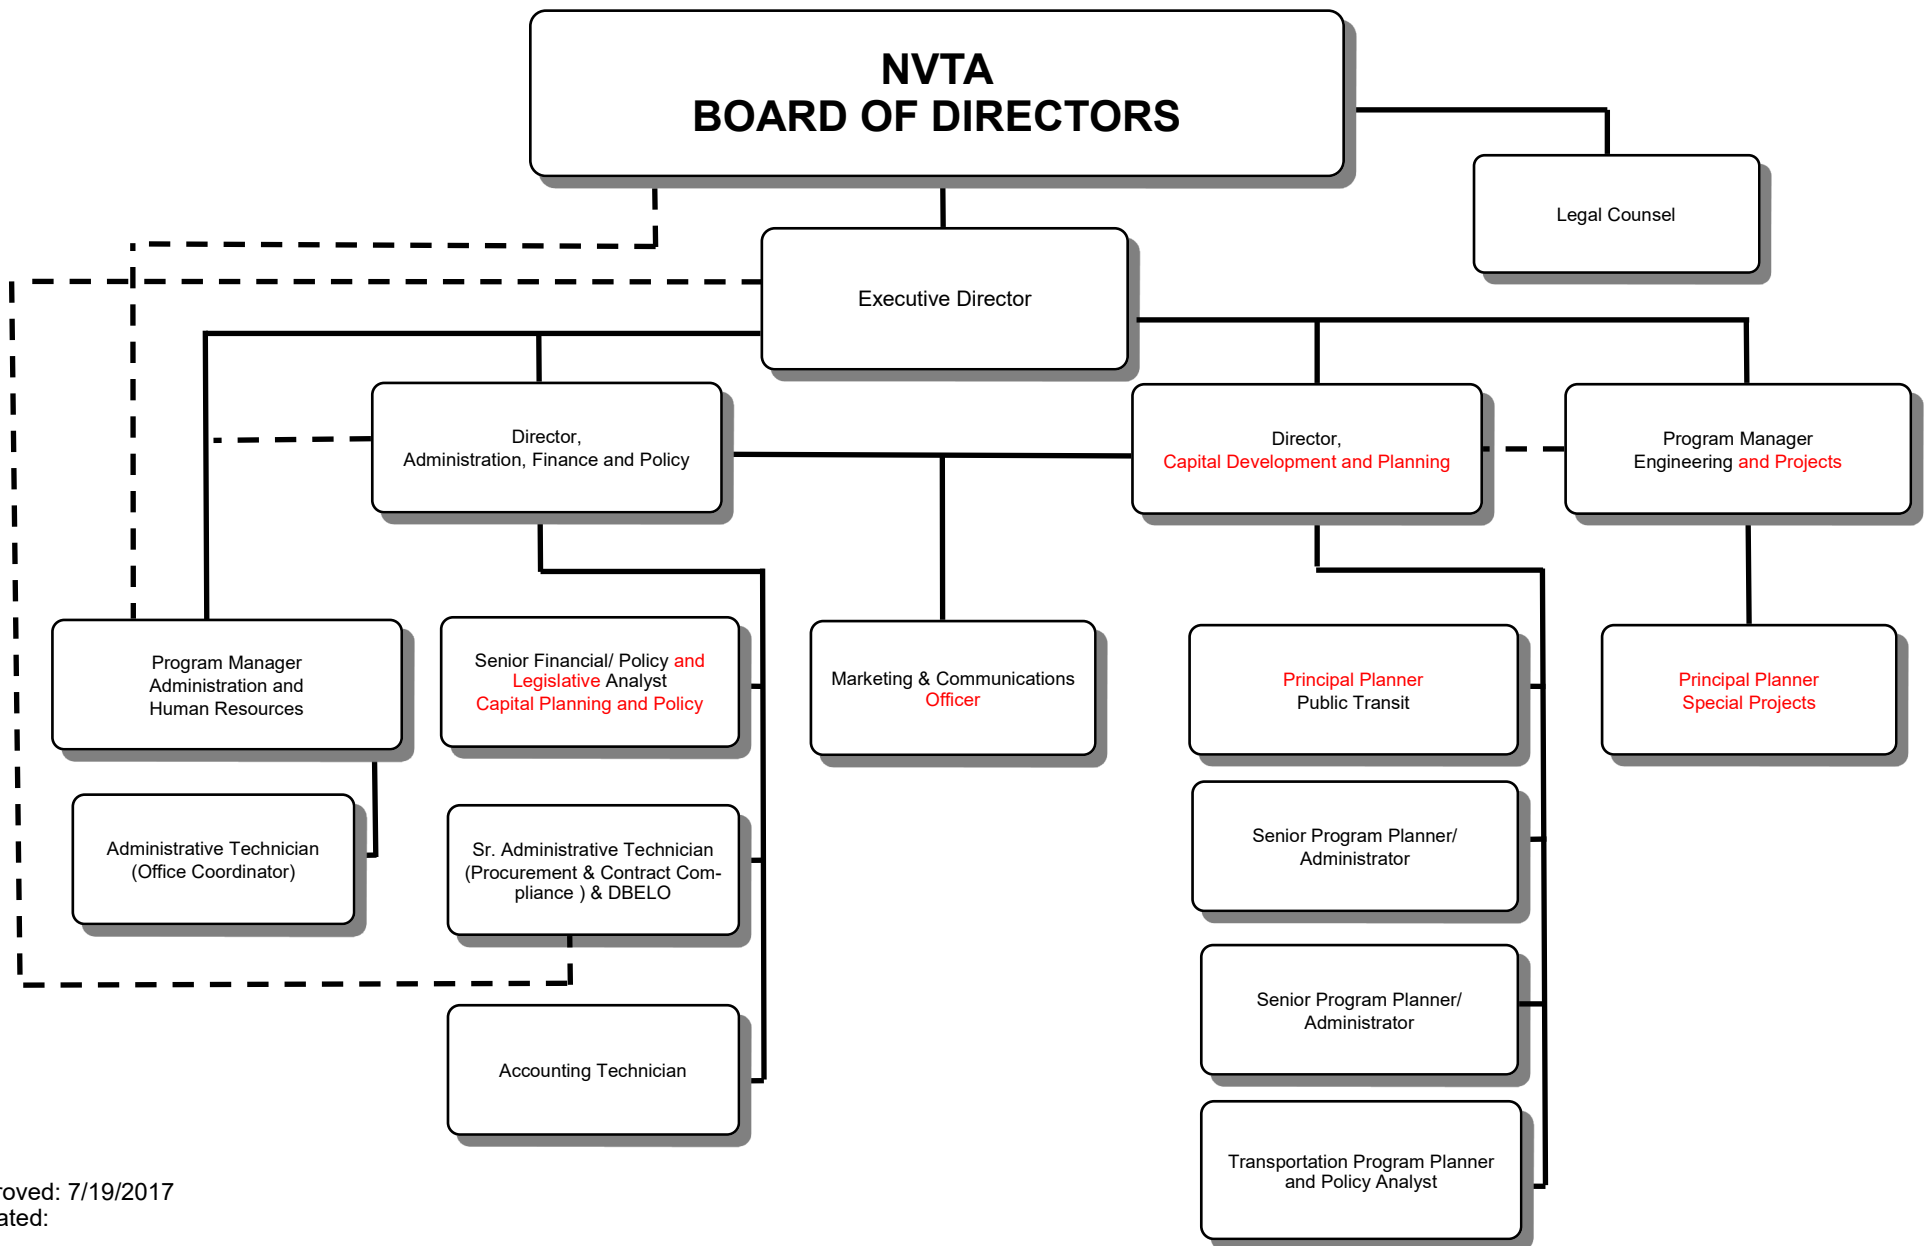 NVTA
BOARD OF DIRECTORS
Legal Counsel
Executive Director
Director,
Administration, Finance and Policy
Director,
Capital Development and Planning
Program Manager
Engineering and Projects
Program Manager
Administration and
Human Resources
Senior Financial/ Policy and
Legislative Analyst
Capital Planning and Policy
Marketing & Communications
Officer
Principal Planner
Public Transit
Principal Planner
Special Projects
Administrative Technician
(Office Coordinator)
Sr. Administrative Technician
(Procurement & Contract Com-
pliance ) & DBELO
Senior Program Planner/
Administrator
Senior Program Planner/
Administrator
Accounting Technician
Transportation Program Planner
and Policy Analyst
roved: 7/19/2017
ated: